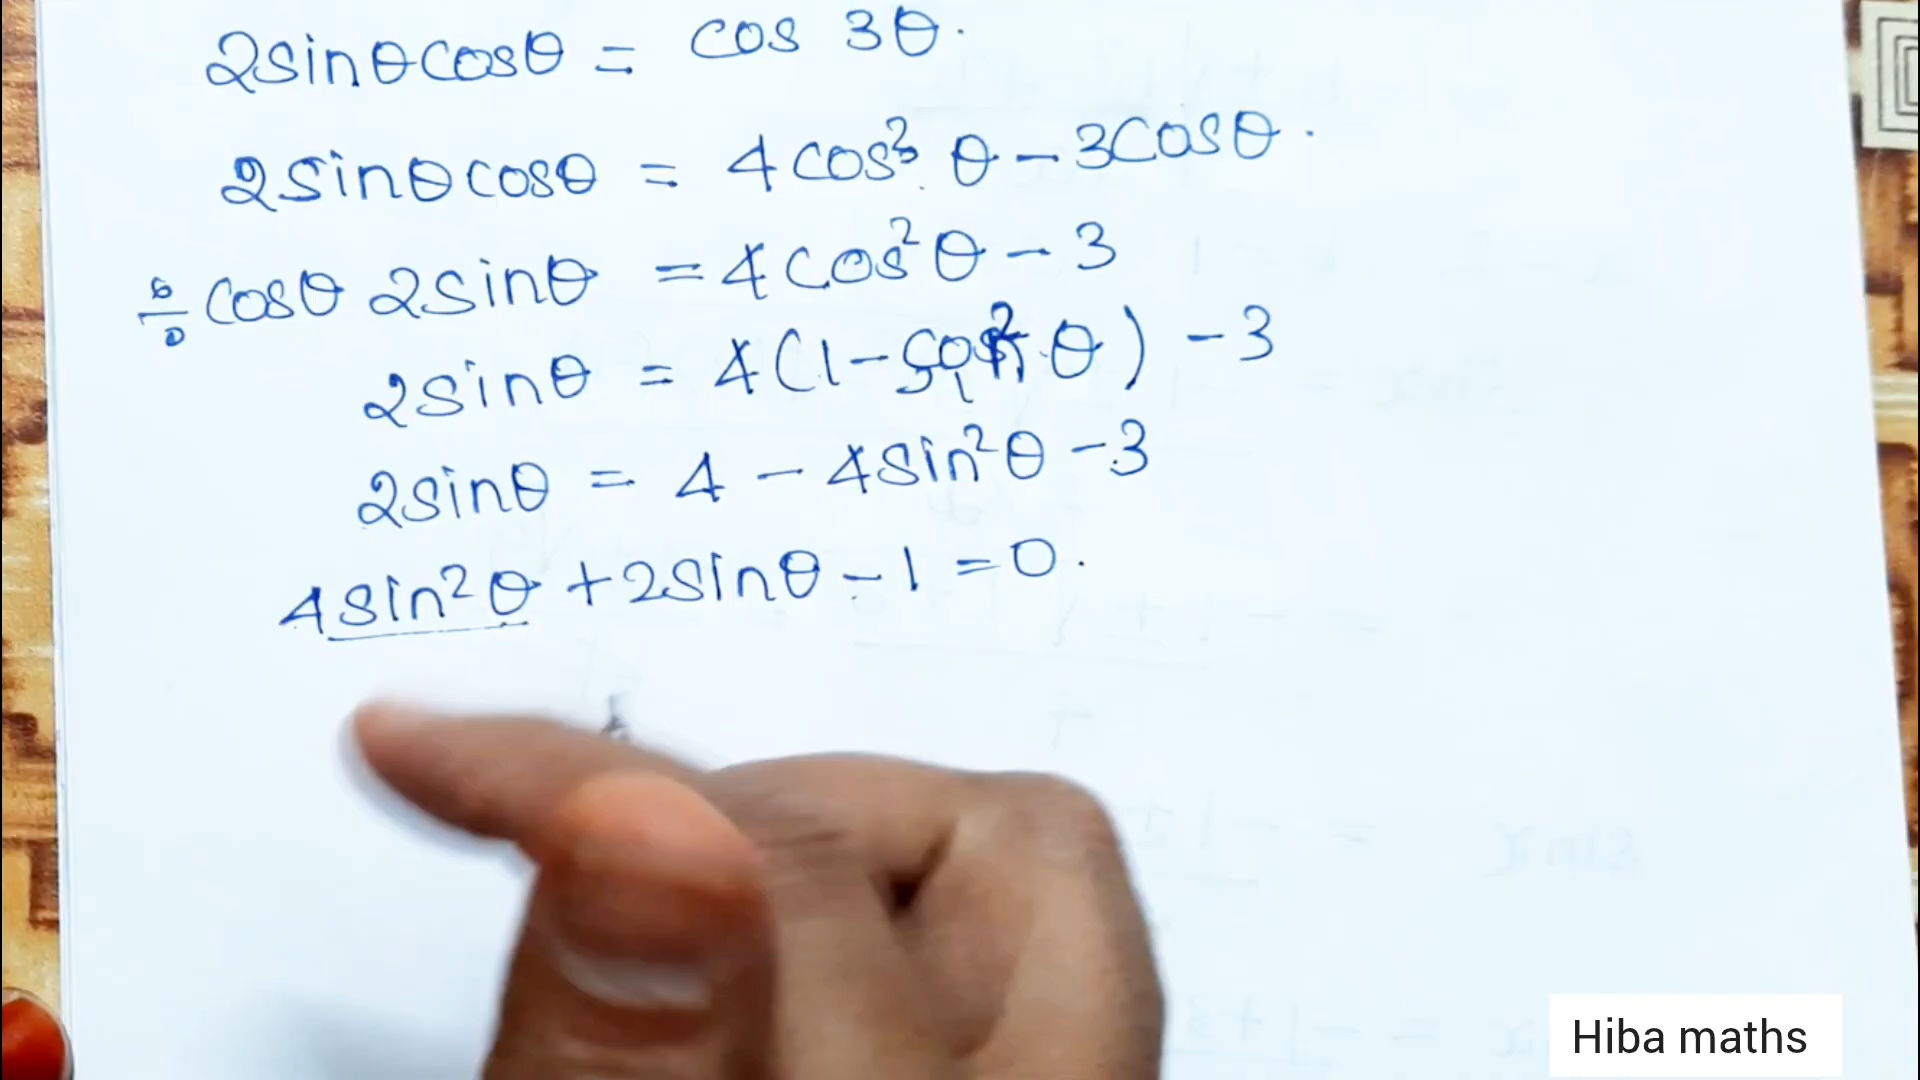 2sinθcosθ = cos 3θ.
2sinθcosθ = 4cos³θ - 3cosθ.
÷ cosθ 2sinθ = 4cos²θ - 3
2sinθ = 4(1 - sin²θ) - 3
2sinθ = 4 - 4sin²θ - 3
4sin²θ + 2sinθ - 1 = 0.
Hiba maths